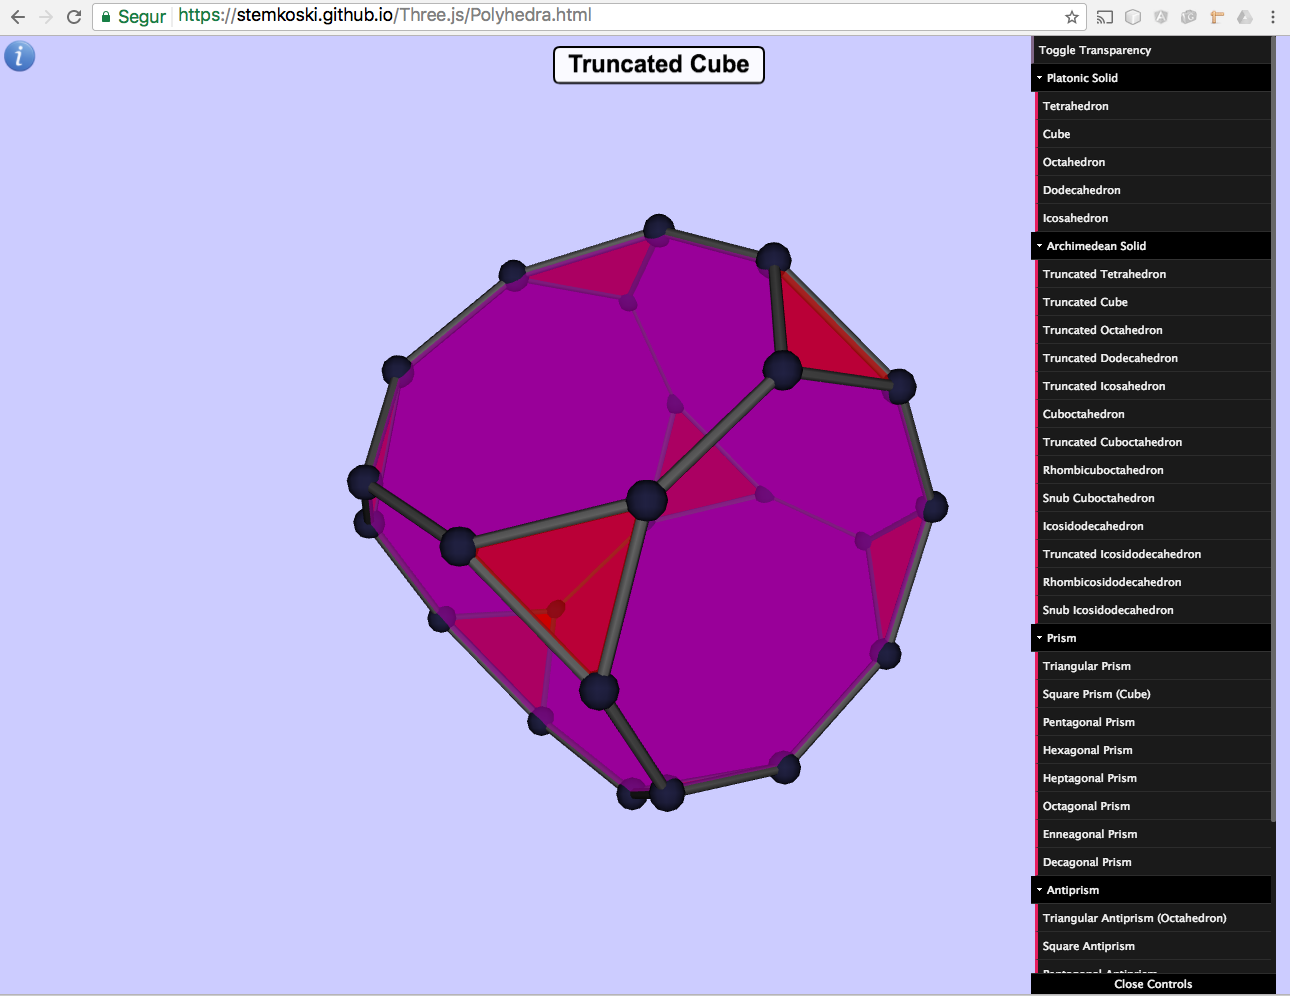 Segur https://stemkoski.github.io/Three.js/Polyhedra.html
i
Truncated Cube
Toggle Transparency
Platonic Solid
Tetrahedron
Cube
Octahedron
Dodecahedron
Icosahedron
Archimedean Solid
Truncated Tetrahedron
Truncated Cube
Truncated Octahedron
Truncated Dodecahedron
Truncated Icosahedron
Cuboctahedron
Truncated Cuboctahedron
Rhombicuboctahedron
Snub Cuboctahedron
Icosidodecahedron
Truncated Icosidodecahedron
Rhombicosidodecahedron
Snub Icosidodecahedron
Prism
Triangular Prism
Square Prism (Cube)
Pentagonal Prism
Hexagonal Prism
Heptagonal Prism
Octagonal Prism
Enneagonal Prism
Decagonal Prism
Antiprism
Triangular Antiprism (Octahedron)
Square Antiprism
Pentagonal Antiprism
Close Controls